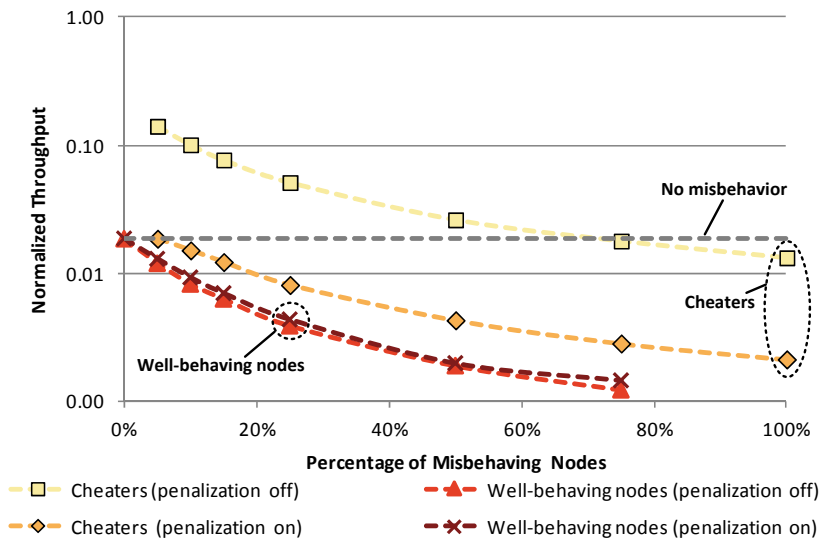 1.00
0.10
0.01
0.00
Normalized Throughput
No misbehavior
Cheaters
Well-behaving nodes
0% 20% 40% 60% 80% 100%
Percentage of Misbehaving Nodes
Cheaters (penalization off) Well-behaving nodes (penalization off)
Cheaters (penalization on) Well-behaving nodes (penalization on)